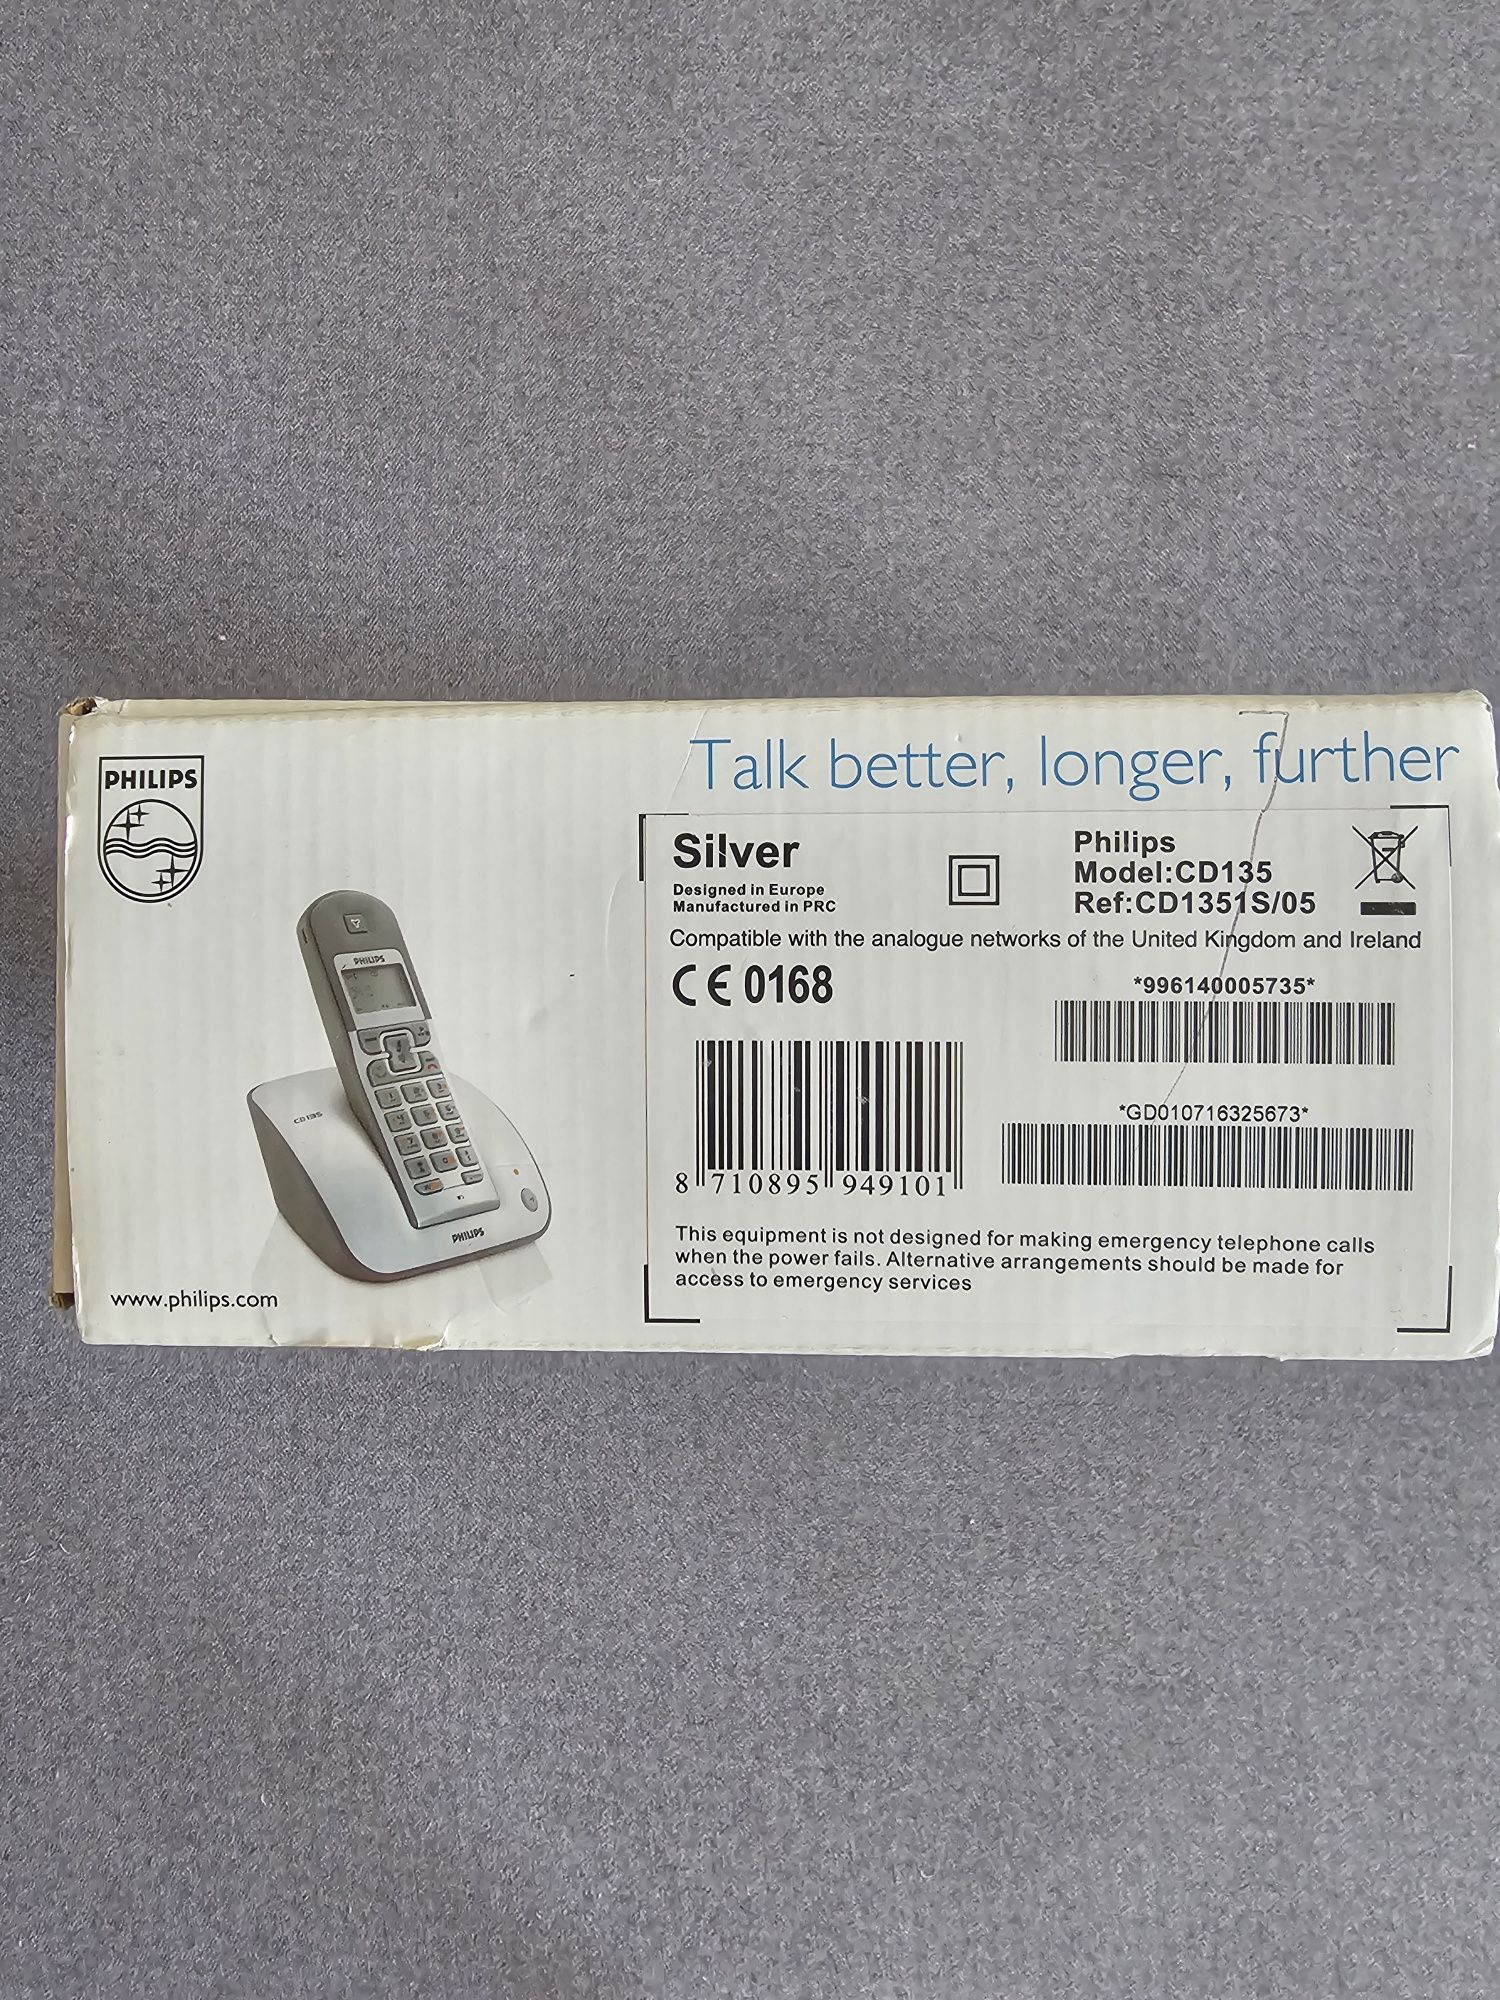 PHILIPS
Talk better, longer, further
Silver
Designed in Europe
Manufactured in PRC
Philips
Model:CD135
Ref:CD1351S/05
Compatible with the analogue networks of the United Kingdom and Ireland
CE 0168
*996140005735*
*GD010716325673*
8 710895 949101
This equipment is not designed for making emergency telephone calls
when the power fails. Alternative arrangements should be made for
access to emergency services
PHILIPS
CD 135
PHILIPS
www.philips.com